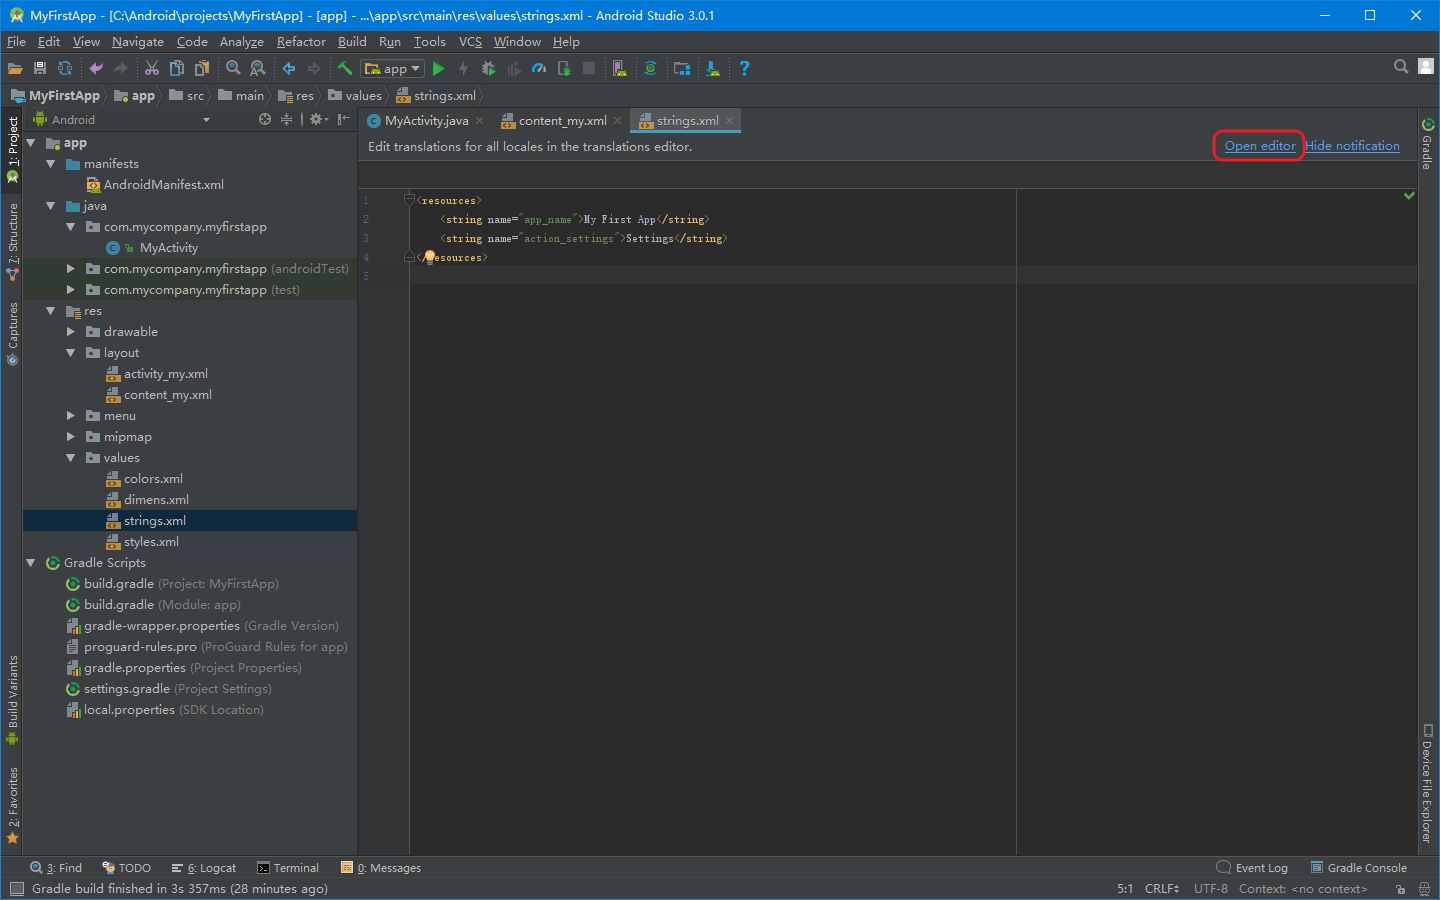 MyFirstApp - [C:\Android\projects\MyFirstApp] - [app] - ...\app\src\main\res\values\strings.xml - Android Studio 3.0.1
File Edit View Navigate Code Analyze Refactor Build Run Tools VCS Window Help
app
MyFirstApp app src main res values strings.xml
Android
MyActivity.java content_my.xml strings.xml
Edit translations for all locales in the translations editor. Open editor Hide notification
1: Project
7: Structure
Captures
Build Variants
2: Favorites
app
manifests
AndroidManifest.xml
java
com.mycompany.myfirstapp
MyActivity
com.mycompany.myfirstapp (androidTest)
com.mycompany.myfirstapp (test)
res
drawable
layout
activity_my.xml
content_my.xml
menu
mipmap
values
colors.xml
dimens.xml
strings.xml
styles.xml
Gradle Scripts
build.gradle (Project: MyFirstApp)
build.gradle (Module: app)
gradle-wrapper.properties (Gradle Version)
proguard-rules.pro (ProGuard Rules for app)
gradle.properties (Project Properties)
settings.gradle (Project Settings)
local.properties (SDK Location)
1 <resources>
2 <string name="app_name">My First App</string>
3 <string name="action_settings">Settings</string>
4 </resources>
5
Gradle
Device File Explorer
3: Find TODO 6: Logcat Terminal 0: Messages Event Log Gradle Console
Gradle build finished in 3s 357ms (28 minutes ago) 5:1 CRLF UTF-8 Context: <no context>